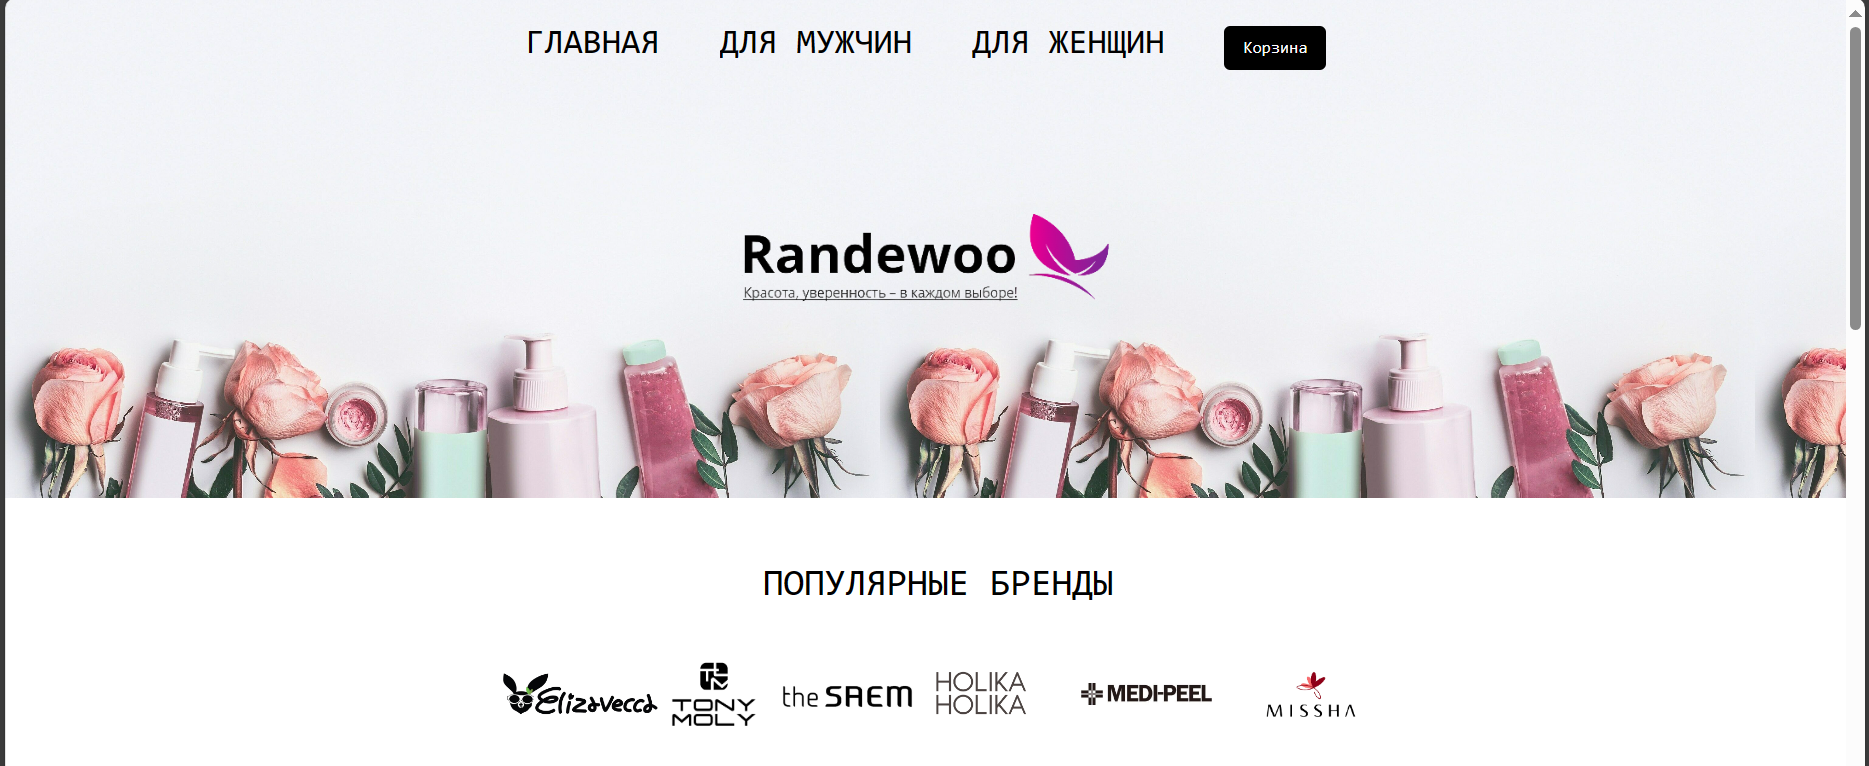 ГЛАВНАЯ ДЛЯ МУЖЧИН ДЛЯ ЖЕНЩИН Корзина
Randewoo
Красота, уверенность – в каждом выборе!
ПОПУЛЯРНЫЕ БРЕНДЫ
Elizavecca
TONY
MOLY
the SAEM
HOLIKA
HOLIKA
MEDI-PEEL
MISSHA